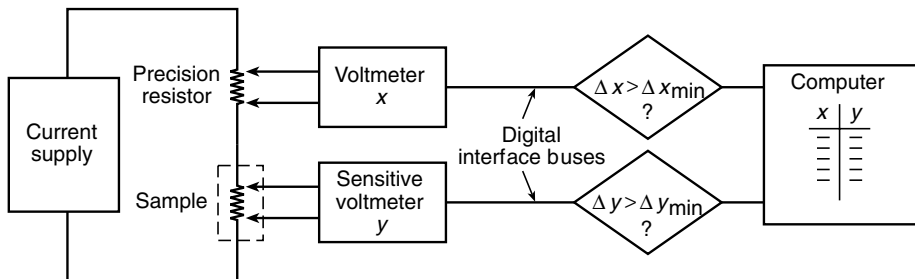 Current
supply
Precision
resistor
Sample
Voltmeter
x
Sensitive
voltmeter
y
Digital
interface buses
Δx>Δxmin
?
Δy>Δymin
?
Computer
x y